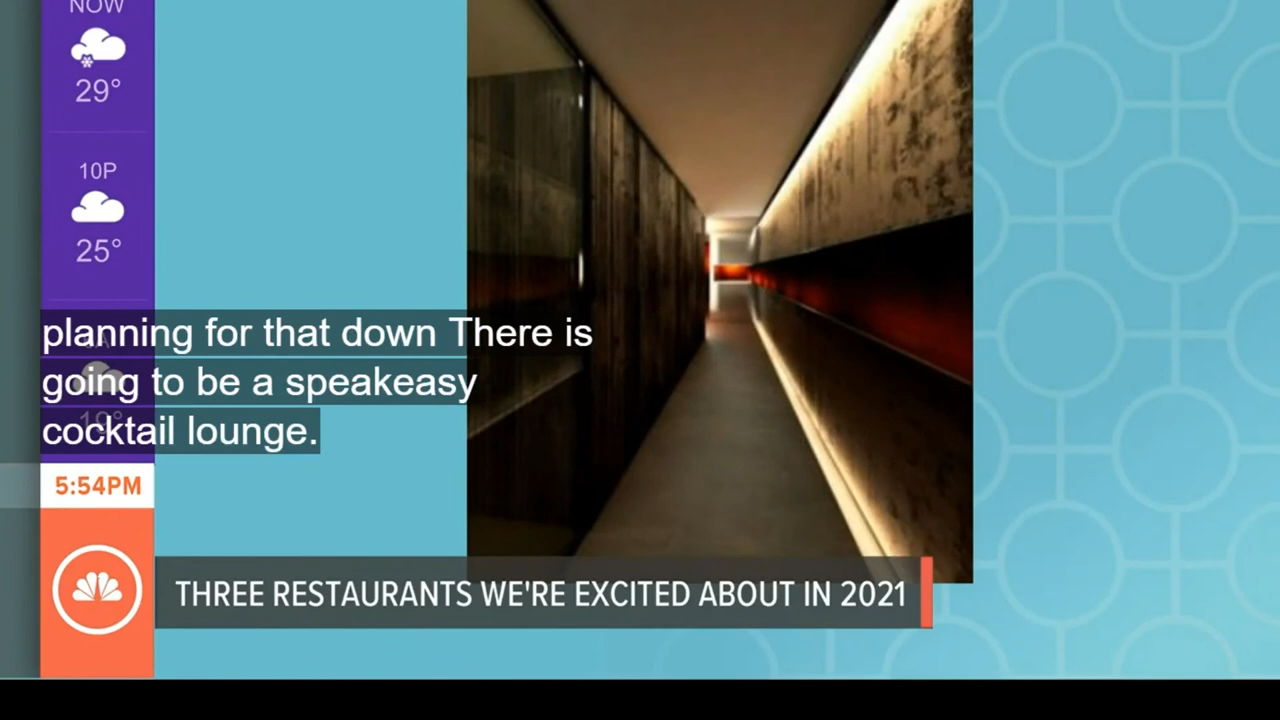 NOW
29°
10P
25°
planning for that down There is
going to be a speakeasy
cocktail lounge.
19°
5:54PM
THREE RESTAURANTS WE'RE EXCITED ABOUT IN 2021